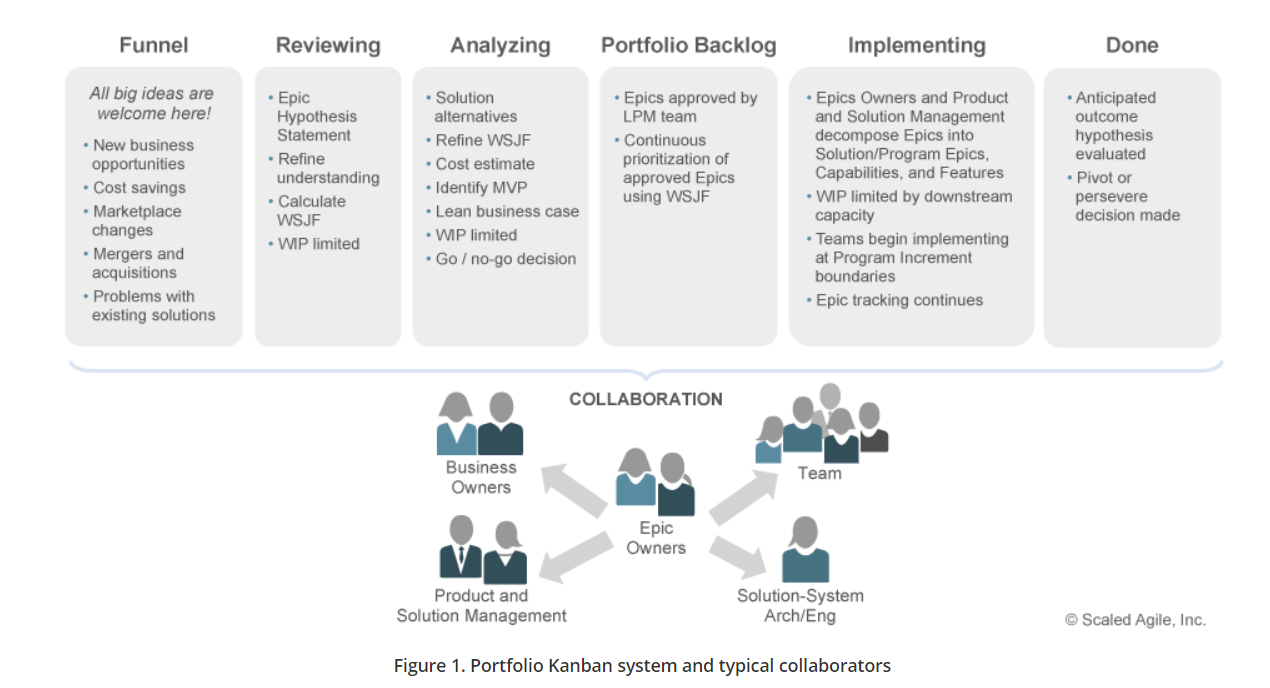 Funnel
All big ideas are
welcome here!
• New business
opportunities
• Cost savings
• Marketplace
changes
• Mergers and
acquisitions
• Problems with
existing solutions
Reviewing
• Epic
Hypothesis
Statement
• Refine
understanding
• Calculate
WSJF
• WIP limited
Analyzing
• Solution
alternatives
• Refine WSJF
• Cost estimate
• Identify MVP
• Lean business case
• WIP limited
• Go / no-go decision
Portfolio Backlog
• Epics approved by
LPM team
• Continuous
prioritization of
approved Epics
using WSJF
Implementing
• Epics Owners and Product
and Solution Management
decompose Epics into
Solution/Program Epics,
Capabilities, and Features
• WIP limited by downstream
capacity
• Teams begin implementing
at Program Increment
boundaries
• Epic tracking continues
Done
• Anticipated
outcome
hypothesis
evaluated
• Pivot or
persevere
decision made
COLLABORATION
Business
Owners
Team
Epic
Owners
Product and
Solution Management
Solution-System
Arch/Eng
© Scaled Agile, Inc.
Figure 1. Portfolio Kanban system and typical collaborators